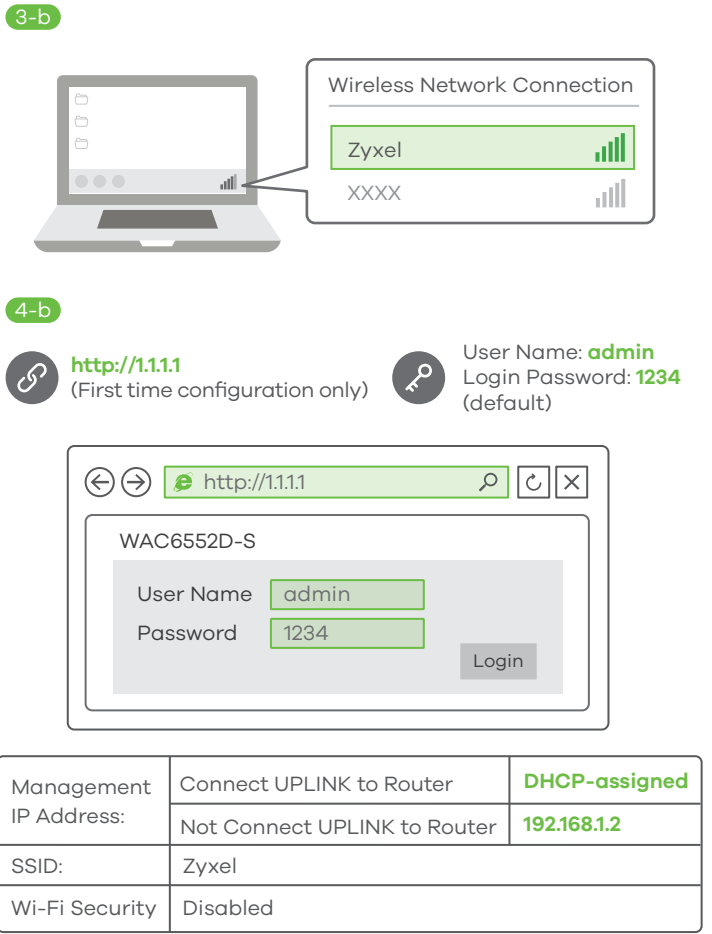 3-b
Wireless Network Connection
Zyxel
XXXX
4-b
http://1.1.1.1
(First time configuration only)
User Name: admin
Login Password: 1234
(default)
http://1.1.1.1
WAC6552D-S
User Name admin
Password 1234
Login
Management IP Address: Connect UPLINK to Router DHCP-assigned
Not Connect UPLINK to Router 192.168.1.2
SSID: Zyxel
Wi-Fi Security Disabled